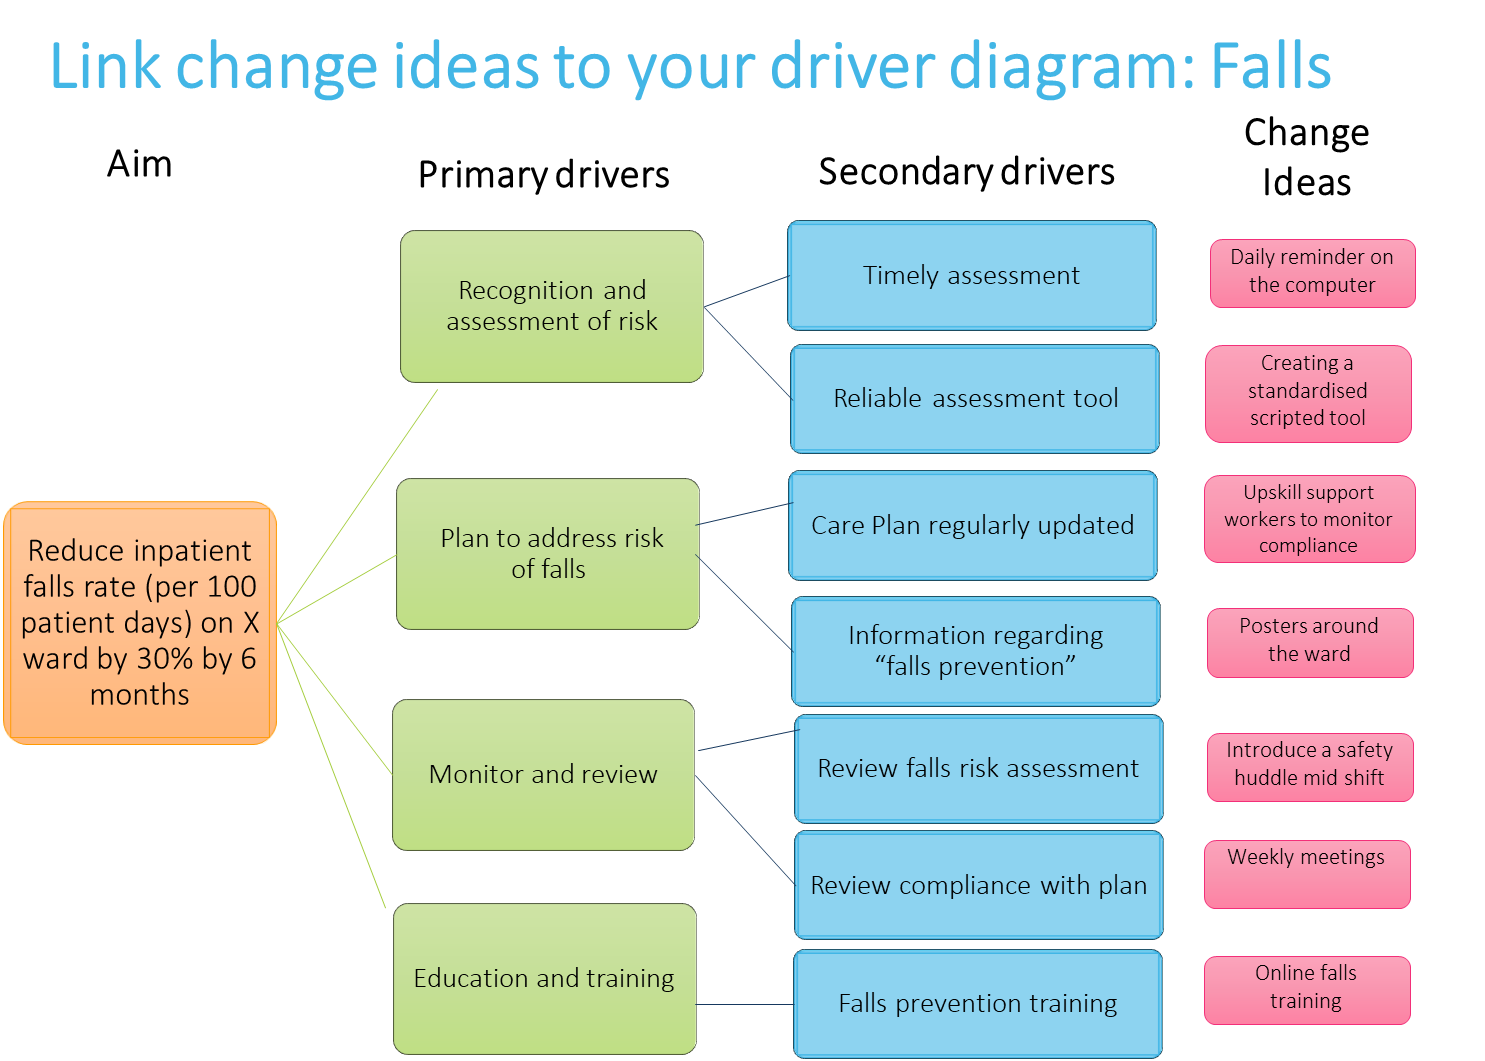 Link change ideas to your driver diagram: Falls
Aim
Primary drivers
Secondary drivers
Change
Ideas
Reduce inpatient
falls rate (per 100
patient days) on X
ward by 30% by 6
months
Recognition and
assessment of risk
Plan to address risk
of falls
Monitor and review
Education and training
Timely assessment
Reliable assessment tool
Care Plan regularly updated
Information regarding
“falls prevention”
Review falls risk assessment
Review compliance with plan
Falls prevention training
Daily reminder on
the computer
Creating a
standardised
scripted tool
Upskill support
workers to monitor
compliance
Posters around
the ward
Introduce a safety
huddle mid shift
Weekly meetings
Online falls
training